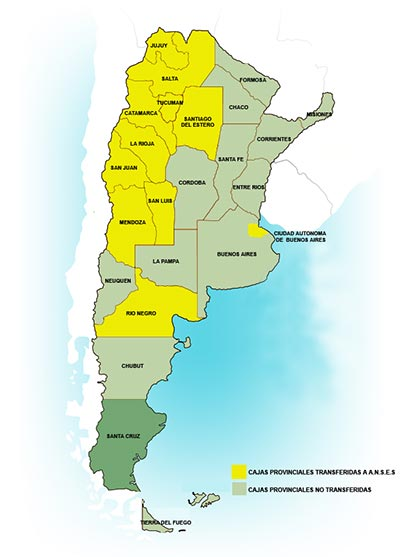 JUJUY
SALTA
FORMOSA
TUCUMAN
CHACO
MISIONES
CATAMARCA
SANTIAGO
DEL ESTERO
CORRIENTES
LA RIOJA
SANTA FE
SAN JUAN
CORDOBA
ENTRE RIOS
SAN LUIS
MENDOZA
CIUDAD AUTONOMA
DE BUENOS AIRES
LA PAMPA
BUENOS AIRES
NEUQUEN
RIO NEGRO
CHUBUT
SANTA CRUZ
CAJAS PROVINCIALES TRANSFERIDAS A A.N.S.E.S
CAJAS PROVINCIALES NO TRANSFERIDAS
TIERRA DEL FUEGO